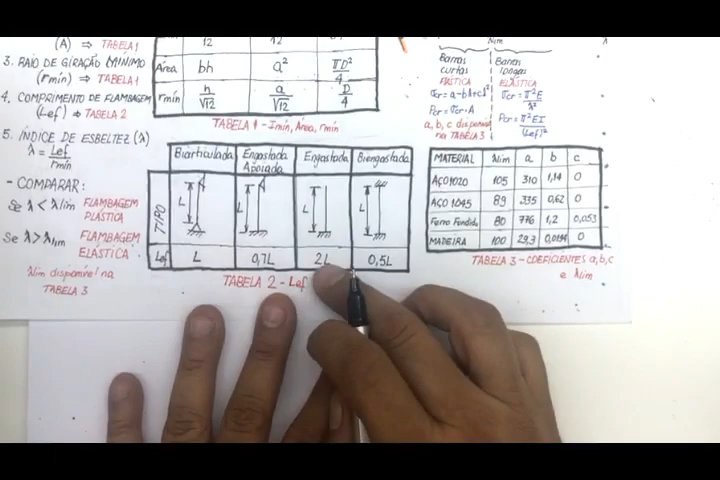 (A) ⇒ TABELA 1
3. RAIO DE GIRAÇÃO MÍNIMO
(rmín) ⇒ TABELA 1
4. COMPRIMENTO DE FLAMBAGEM
(Lef) ⇒ TABELA 2
5. ÍNDICE DE ESBELTEZ (λ)
λ = Lef/rmín
- COMPARAR:
Se λ < λlim FLAMBAGEM PLÁSTICA
Se λ > λlim FLAMBAGEM ELÁSTICA
λlim disponível na
TABELA 3
12 12
Área bh a² πD²/4
rmín h/√12 a/√12 D/4
TABELA 1 - Imín, Área, rmín
Biarticulada Engastada Apoiada Engastada Biengastada
TIPO L L L L
Lef L 0,7L 2L 0,5L
TABELA 2 - Lef
λlim λ
Barras curtas Barras longas
PLÁSTICA ELÁSTICA
σcr = a-bλ+cλ² σcr = π²E/λ²
Pcr = σcr.A Pcr = π²EI/(Lef)²
a, b, c
na TABELA 3
MATERIAL λlim a b c
AÇO 1020 105 310 1,14 0
AÇO 1045 89 335 0,62 0
Ferro Fundido 80 776 1,2 0,053
MADEIRA 100 29,3 0
TABELA 3 - COEFICIENTES a, b, c
e λlim